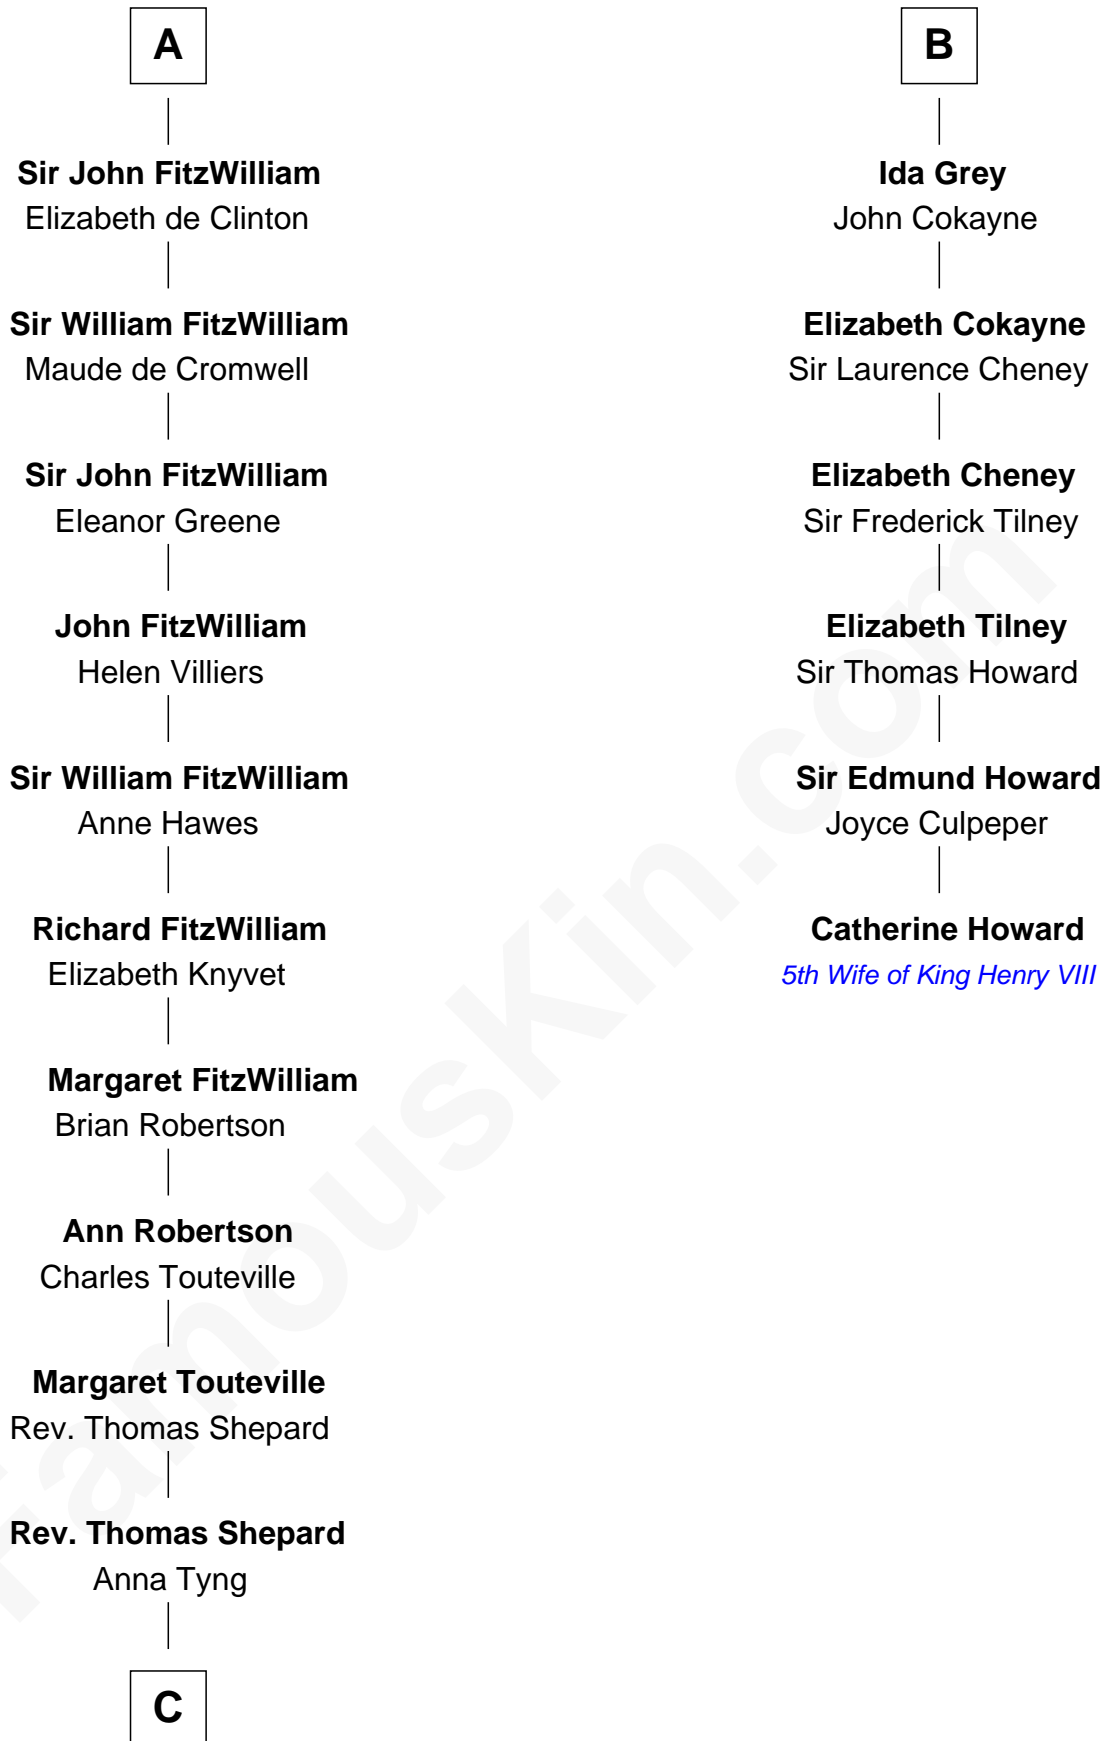 A
Sir John FitzWilliam
Elizabeth de Clinton
Sir William FitzWilliam
Maude de Cromwell
Sir John FitzWilliam
Eleanor Greene
John FitzWilliam
Helen Villiers
Sir William FitzWilliam
Anne Hawes
Richard FitzWilliam
Elizabeth Knyvet
Margaret FitzWilliam
Brian Robertson
Ann Robertson
Charles Touteville
Margaret Touteville
Rev. Thomas Shepard
Rev. Thomas Shepard
Anna Tyng
C
B
Ida Grey
John Cokayne
Elizabeth Cokayne
Sir Laurence Cheney
Elizabeth Cheney
Sir Frederick Tilney
Elizabeth Tilney
Sir Thomas Howard
Sir Edmund Howard
Joyce Culpeper
Catherine Howard
5th Wife of King Henry VIII
FamousKin.com